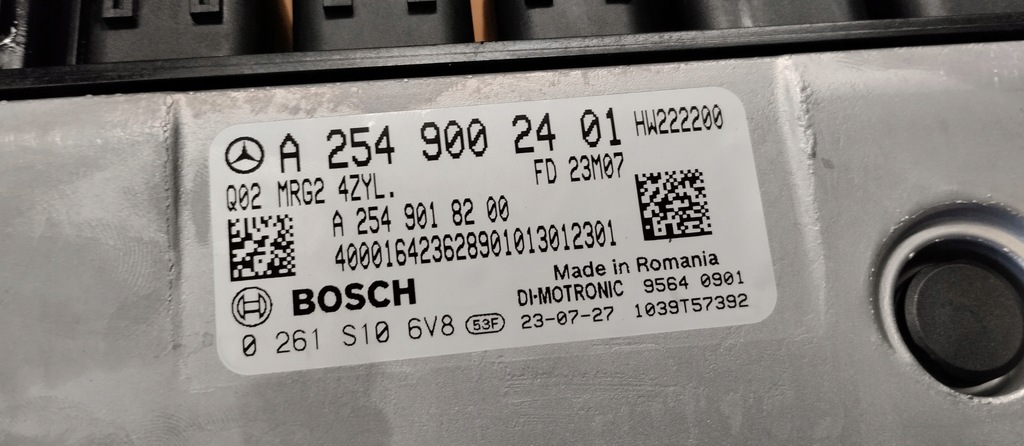 A 254 900 24 01 HW222200
Q02 MRG2 4ZYL. FD 23M07
A 254 901 82 00
400016423628901013012301
Made in Romania
BOSCH DI-MOTRONIC 9564 0901
0 261 S10 6V8 53F 23-07-27 1039T57392